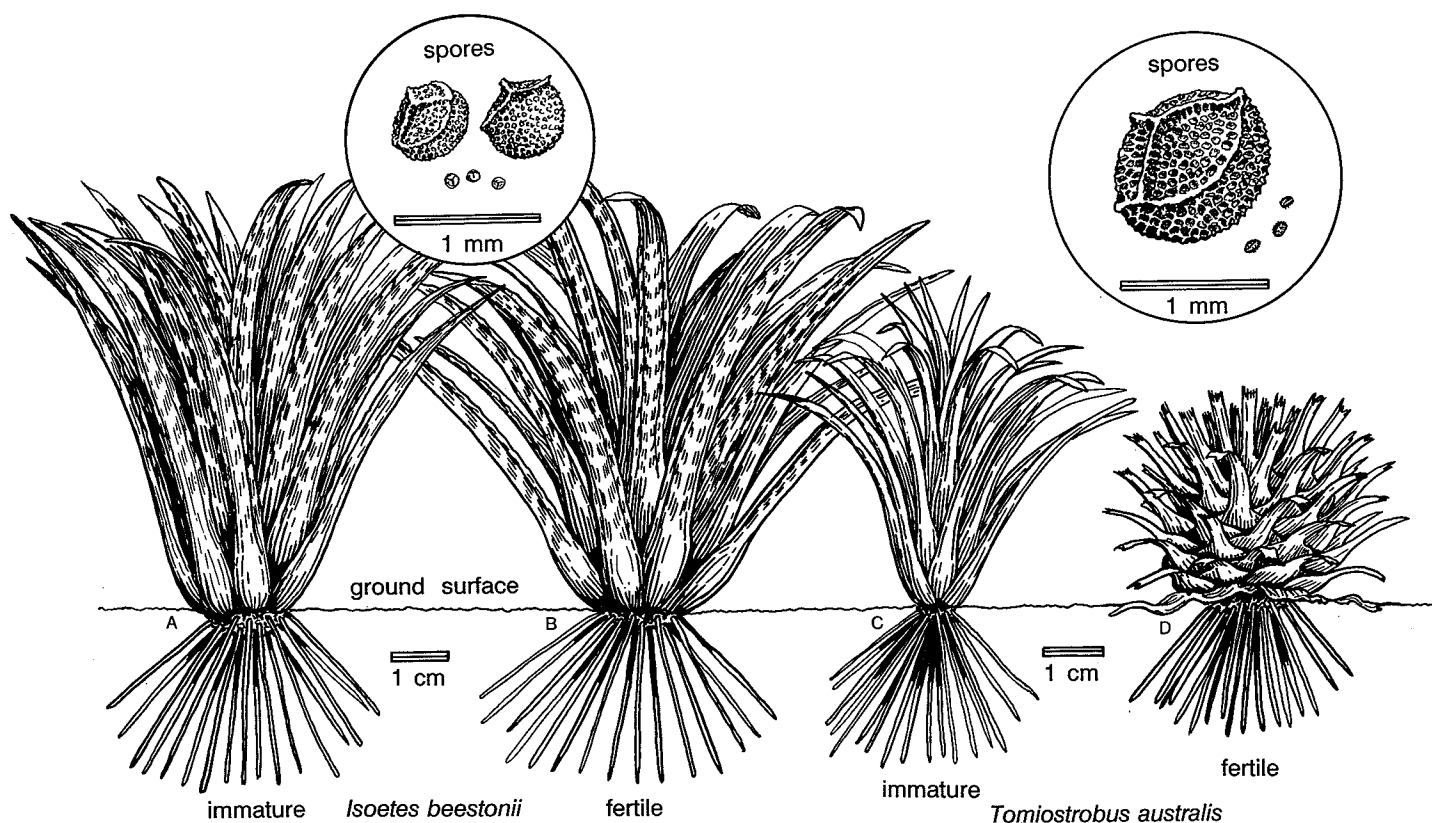 spores
1 mm
spores
1 mm
ground surface
A
B
C
D
1 cm
1 cm
immature
Isoetes beestonii
fertile
immature
Tomiostrobus australis
fertile